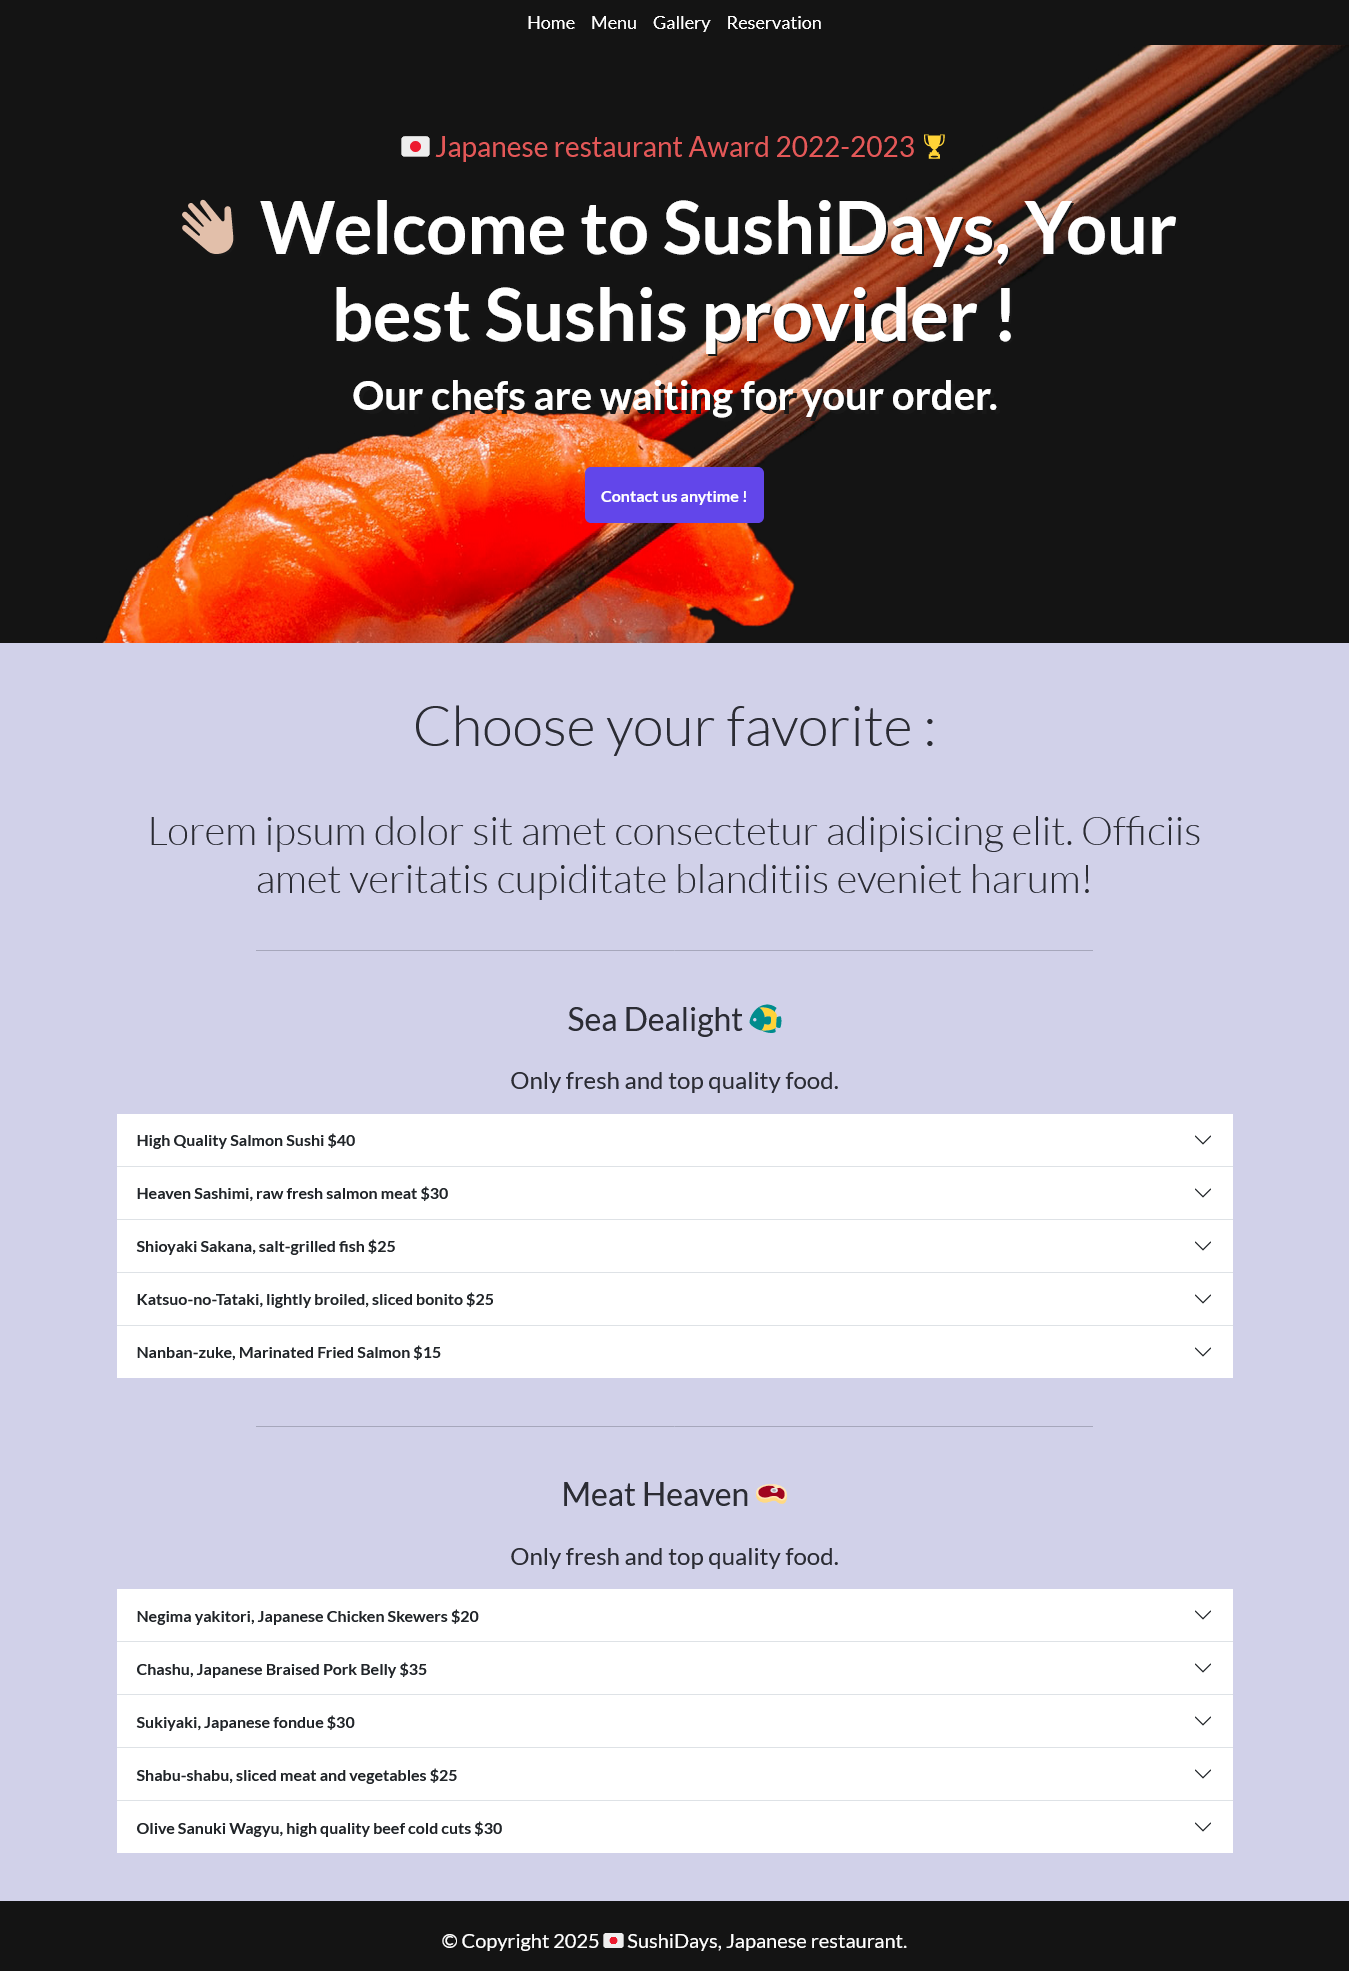 Home Menu Gallery Reservation
🇯🇵 Japanese restaurant Award 2022-2023 🏆
👋🏼 Welcome to SushiDays, Your
best Sushis provider !
Our chefs are waiting for your order.
Contact us anytime !
Choose your favorite :
Lorem ipsum dolor sit amet consectetur adipisicing elit. Officiis
amet veritatis cupiditate blanditiis eveniet harum!
Sea Dealight 🐠
Only fresh and top quality food.
High Quality Salmon Sushi $40
Heaven Sashimi, raw fresh salmon meat $30
Shioyaki Sakana, salt-grilled fish $25
Katsuo-no-Tataki, lightly broiled, sliced bonito $25
Nanban-zuke, Marinated Fried Salmon $15
Meat Heaven 🥩
Only fresh and top quality food.
Negima yakitori, Japanese Chicken Skewers $20
Chashu, Japanese Braised Pork Belly $35
Sukiyaki, Japanese fondue $30
Shabu-shabu, sliced meat and vegetables $25
Olive Sanuki Wagyu, high quality beef cold cuts $30
© Copyright 2025 🇯🇵 SushiDays, Japanese restaurant.